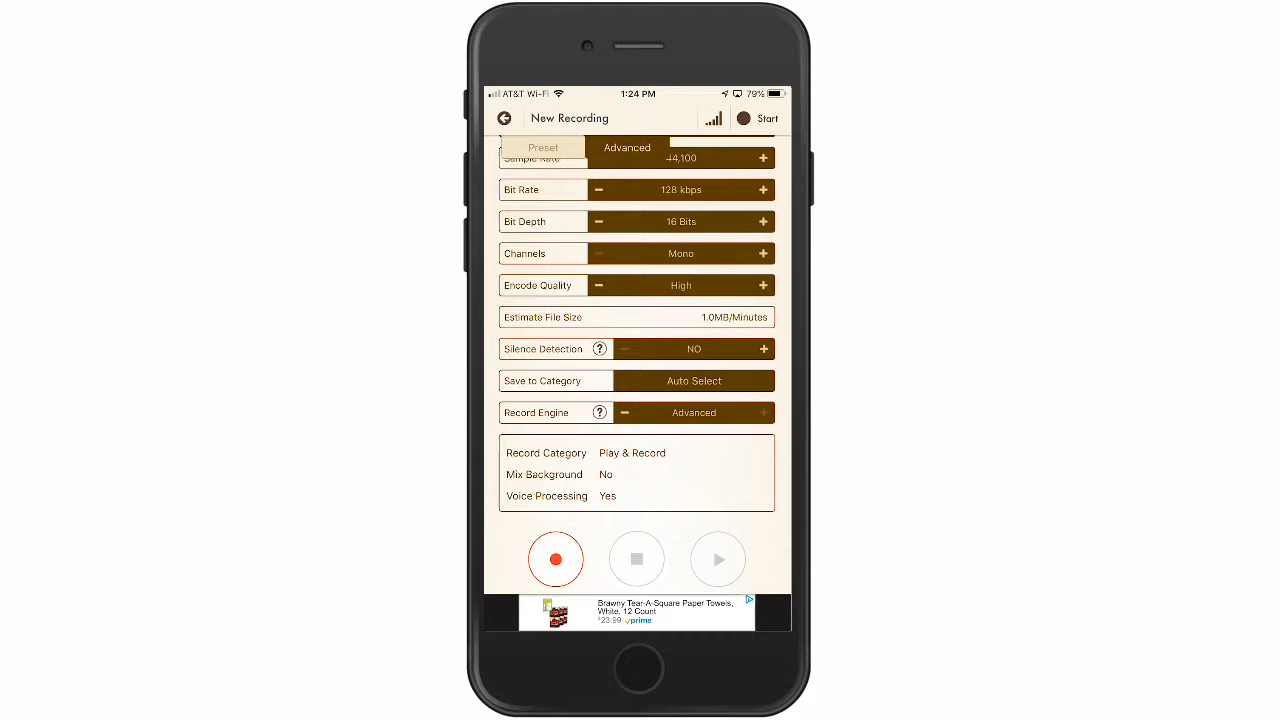 AT&T Wi-Fi 1:24 PM 79%
New Recording Start
Preset Advanced
Sample Rate 44,100
Bit Rate − 128 kbps +
Bit Depth − 16 Bits +
Channels − Mono +
Encode Quality − High +
Estimate File Size 1.0MB/Minutes
Silence Detection ? − NO +
Save to Category Auto Select
Record Engine ? − Advanced +
Record Category Play & Record
Mix Background No
Voice Processing Yes
Brawny Tear-A-Square Paper Towels,
White, 12 Count
$23.99 prime